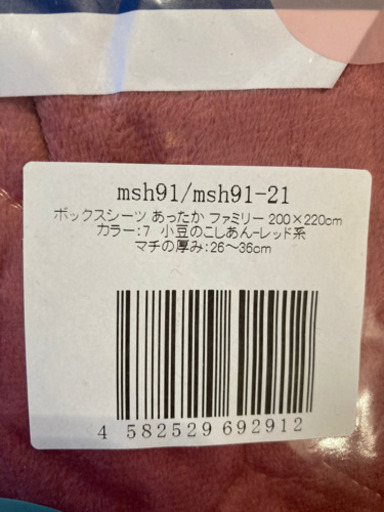 msh91/msh91-21
ボックスシーツ あったか ファミリー 200×220cm
カラー:7 小豆のこしあん-レッド系
マチの厚み:26～36cm
4 582529 692912